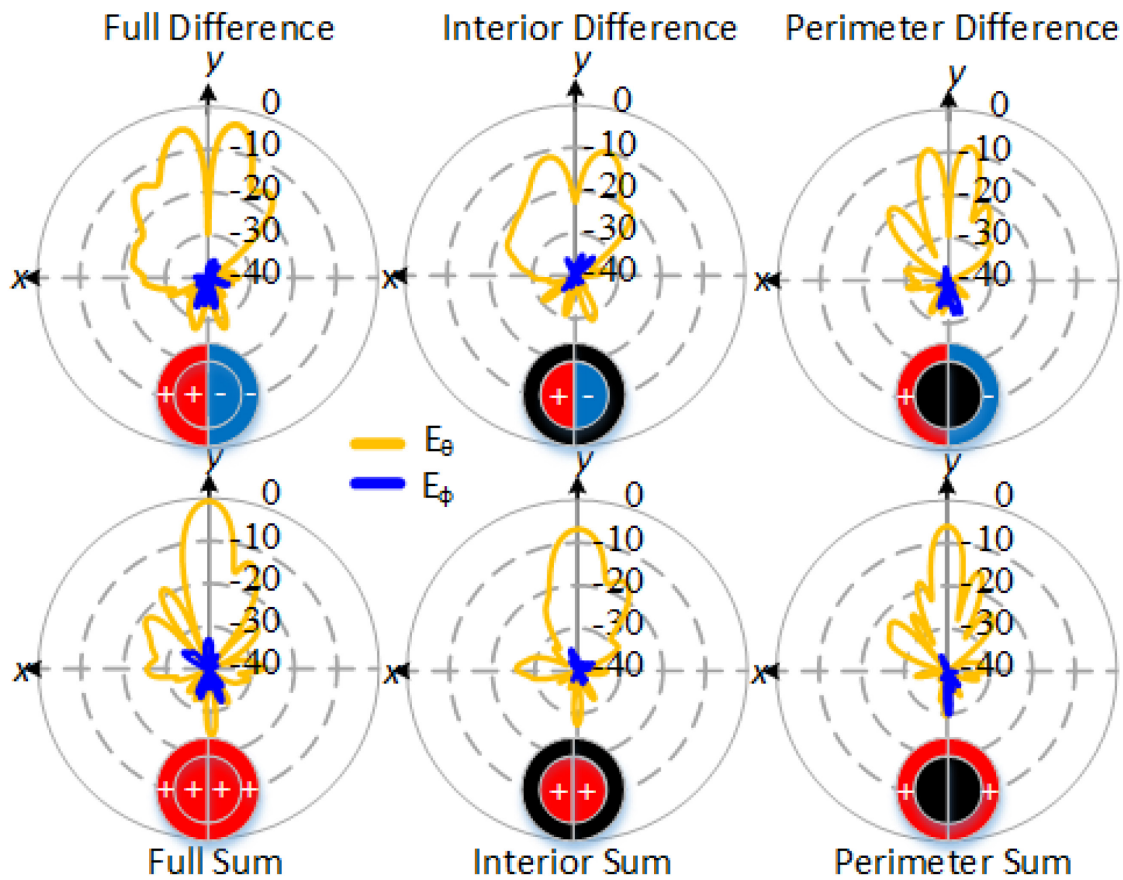 Full Difference
Interior Difference
Perimeter Difference
y
y
y
0
0
0
-10
-10
-10
-20
-20
-20
-30
-30
-30
x
-40
x
-40
x
-40
+ + - -
+ -
+ -
Eθ
Eϕ
y
y
y
0
0
0
-10
-10
-10
-20
-20
-20
-30
-30
-30
x
-40
x
-40
x
-40
+ + + +
+ +
+ +
Full Sum
Interior Sum
Perimeter Sum